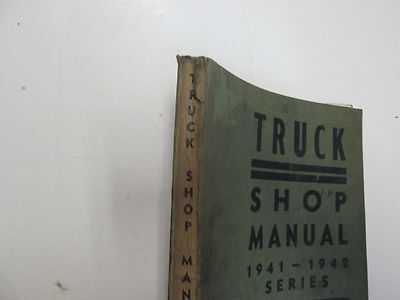 TRUCK SHOP MAN
TRUCK
SHOP
MANUAL
1941-1942
SERIES